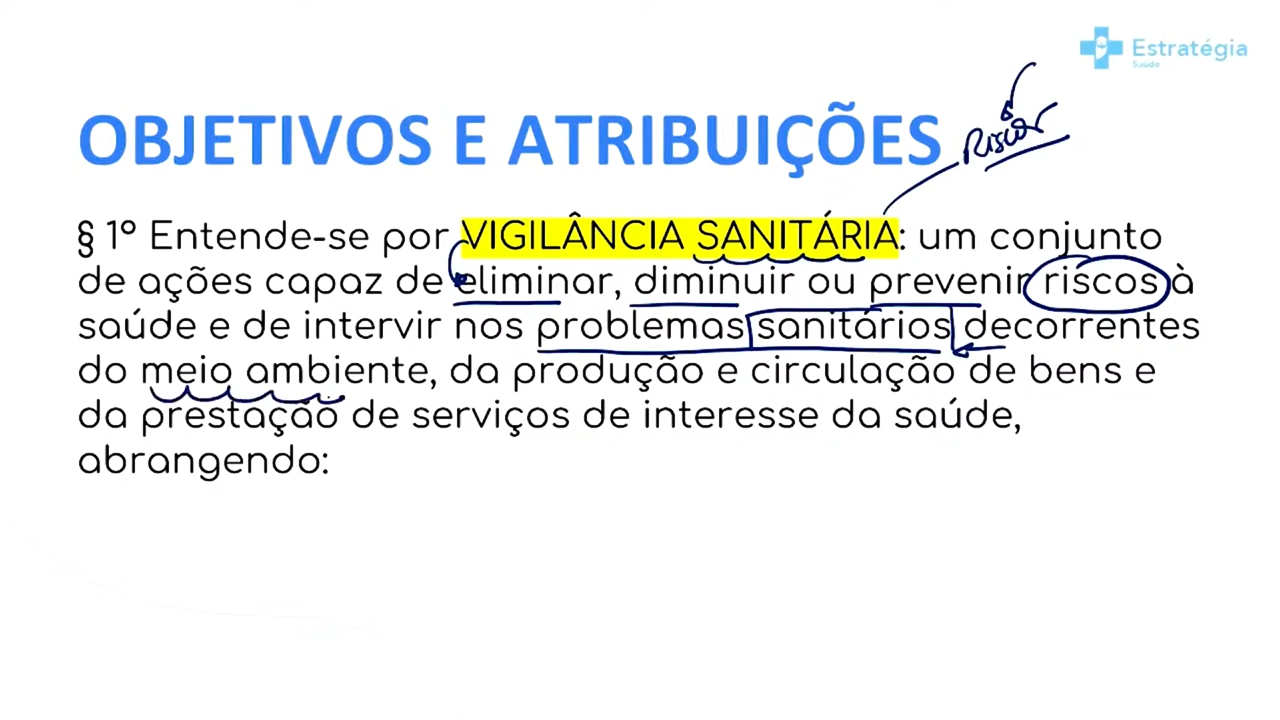 Estratégia
Saúde
OBJETIVOS E ATRIBUIÇÕES
Riscos
§ 1° Entende-se por VIGILÂNCIA SANITÁRIA: um conjunto
de ações capaz de eliminar, diminuir ou prevenir riscos à
saúde e de intervir nos problemas sanitários decorrentes
do meio ambiente, da produção e circulação de bens e
da prestação de serviços de interesse da saúde,
abrangendo: